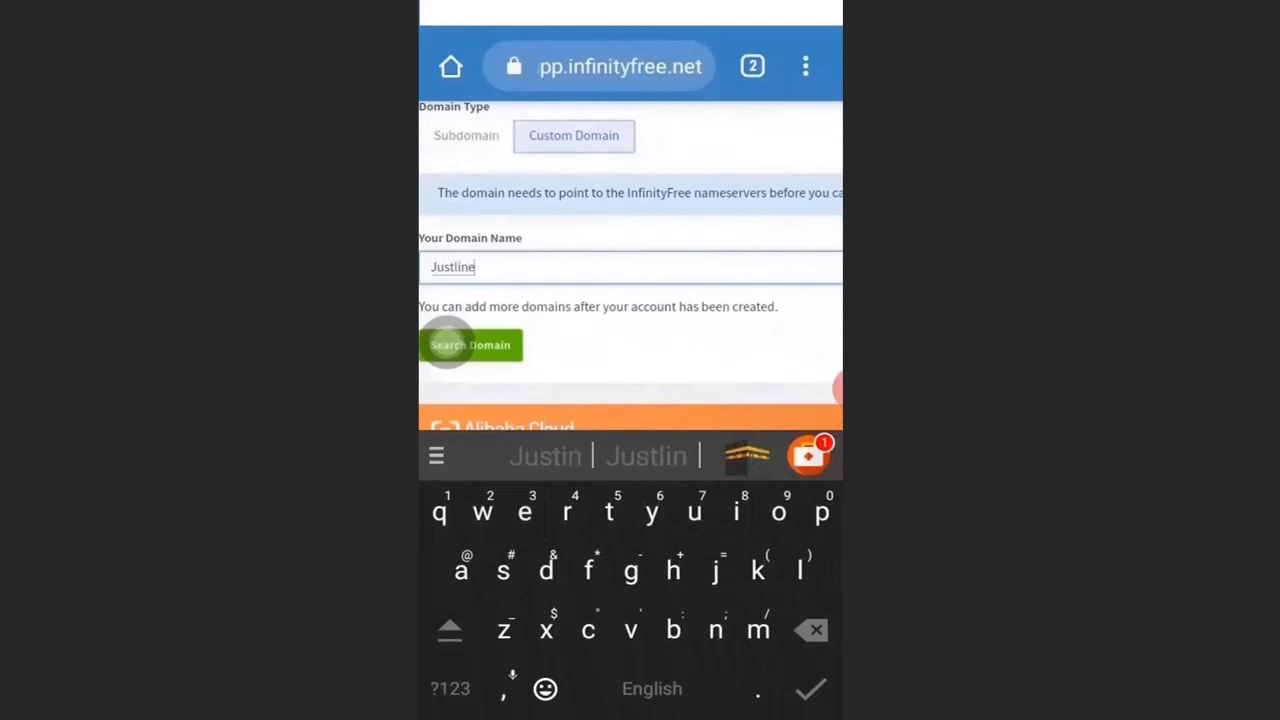 pp.infinityfree.net
2
Domain Type
Subdomain Custom Domain
The domain needs to point to the InfinityFree nameservers before you ca
Your Domain Name
Justline
You can add more domains after your account has been created.
Search Domain
Alibaba Cloud
Justin Justlin
1
1 2 3 4 5 6 7 8 9 0
q w e r t y u i o p
@ # & * - + = ( )
a s d f g h j k l
_ $ " ' : ; /
z x c v b n m
?123 , English .